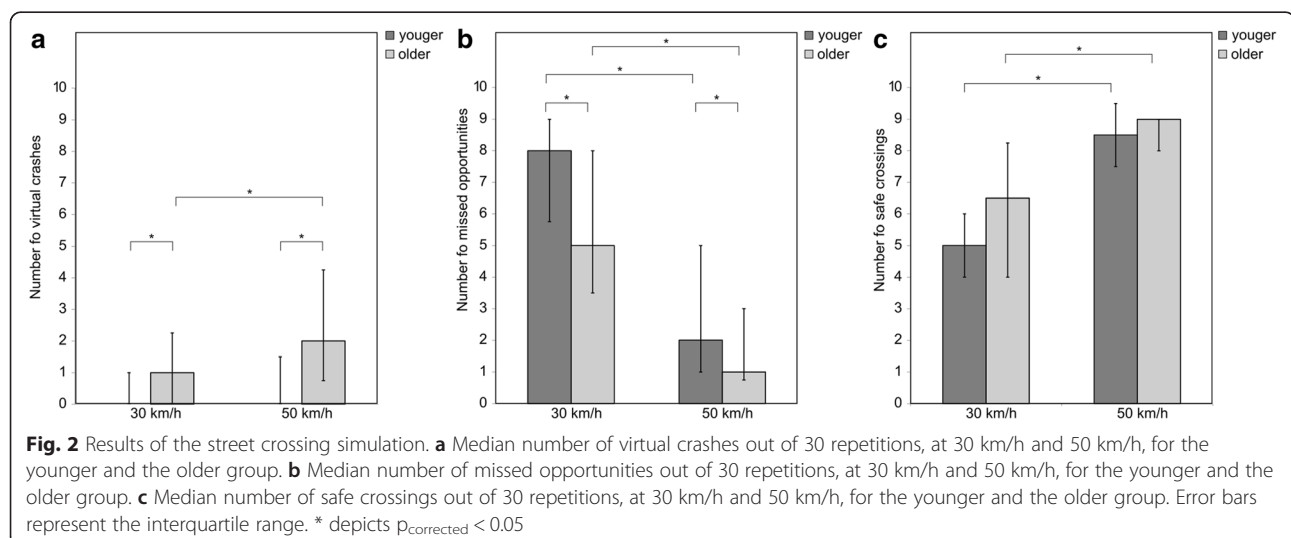 a
youger
older
Number fo virtual crashes
10
9
8
7
6
5
4
3
2
1
0
*
*
*
30 km/h 50 km/h
b
youger
older
Number fo missed opportunities
10
9
8
7
6
5
4
3
2
1
0
*
*
*
*
30 km/h 50 km/h
c
youger
older
Number fo safe crossings
10
9
8
7
6
5
4
3
2
1
0
*
*
30 km/h 50 km/h
Fig. 2 Results of the street crossing simulation. a Median number of virtual crashes out of 30 repetitions, at 30 km/h and 50 km/h, for the
younger and the older group. b Median number of missed opportunities out of 30 repetitions, at 30 km/h and 50 km/h, for the younger and the
older group. c Median number of safe crossings out of 30 repetitions, at 30 km/h and 50 km/h, for the younger and the older group. Error bars
represent the interquartile range. * depicts pcorrected < 0.05